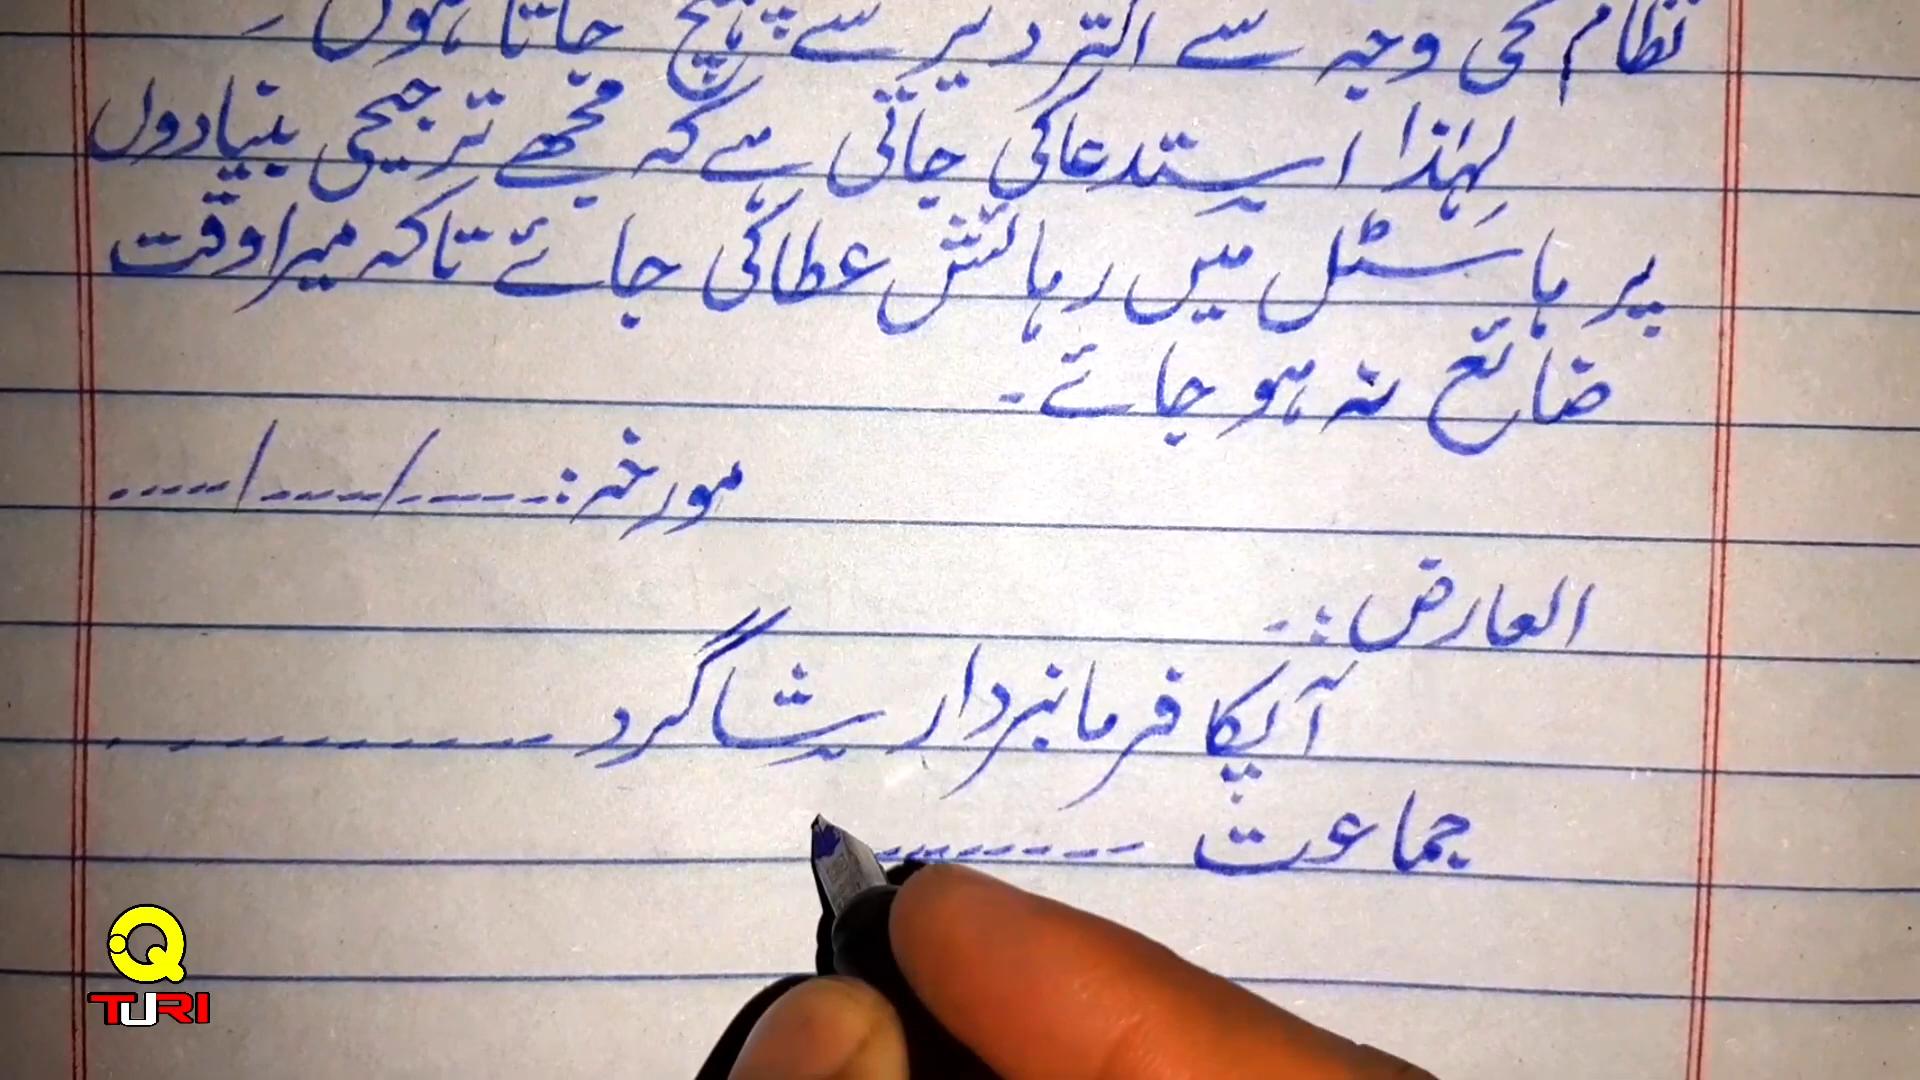 نظام کی وجہ سے اکثر دیر سے پہنچ جاتا ہوں ۔
لہٰذا استدعا کی جاتی ہے کہ مجھے ترجیحی بنیادوں
پر ہاسٹل میں رہائش عطا کی جائے تاکہ میرا وقت
ضائع نہ ہو جائے ۔
مورخہ : -----/-----/-----
العارض :
آپکا فرمانبردار شاگرد ----------
جماعت --------
Q
TURI